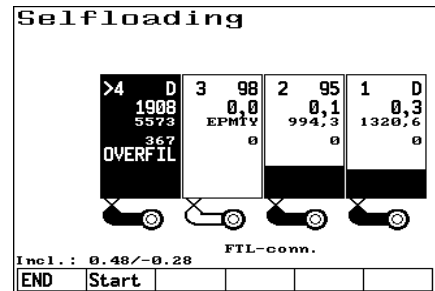 Selfloading
>4 D 3 98 2 95 1 D
1908 0,0 0,1 0,3
5573 EPMTY 994,3 1320,6
367 0 0
OVERFIL
FTL-conn.
Incl.: 0.48/-0.28
END Start